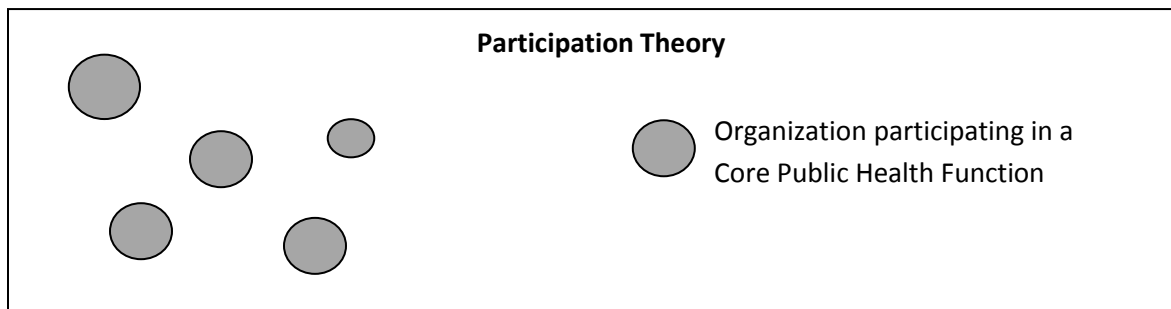 Participation Theory
Organization participating in a
Core Public Health Function